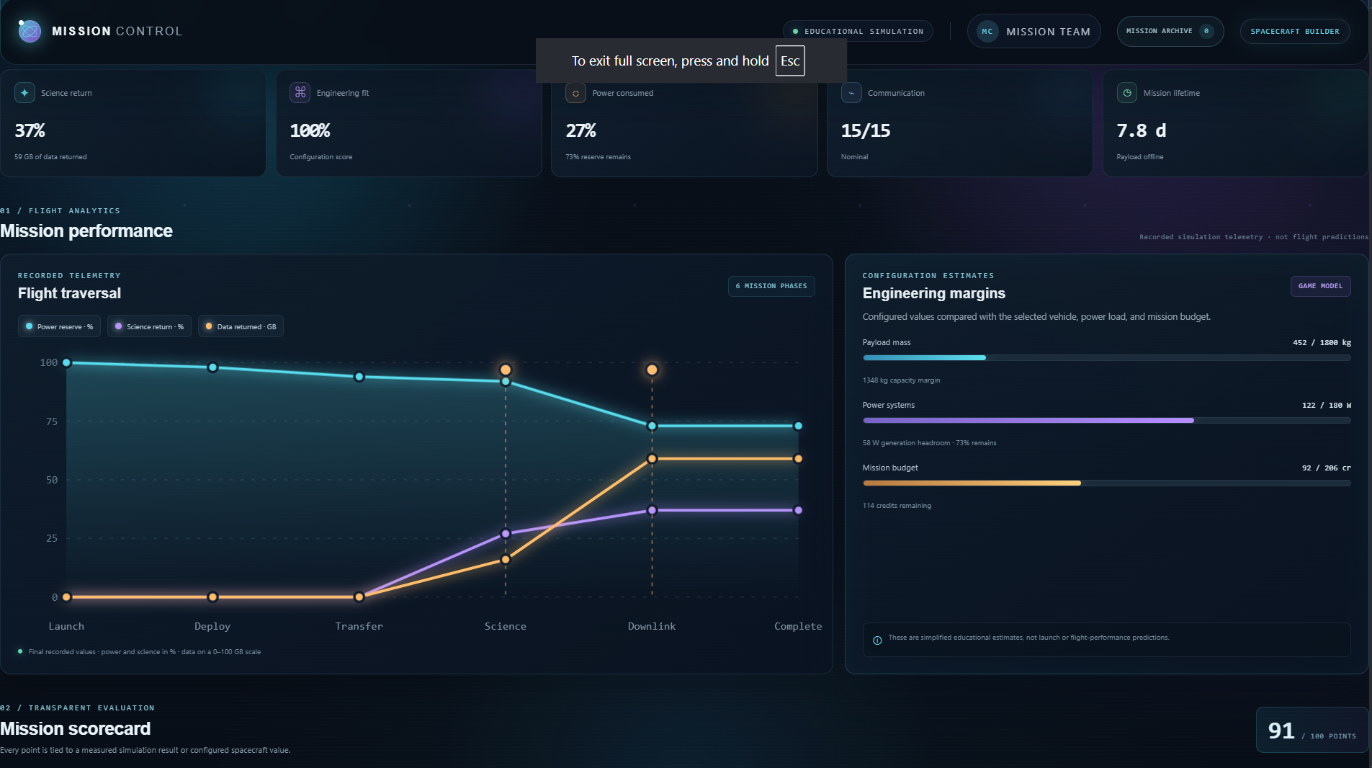 MISSION CONTROL
EDUCATIONAL SIMULATION
MC MISSION TEAM
MISSION ARCHIVE 0
SPACECRAFT BUILDER
To exit full screen, press and hold Esc
Science return
37%
59 GB of data returned
Engineering fit
100%
Configuration score
Power consumed
27%
73% reserve remains
Communication
15/15
Nominal
Mission lifetime
7.8 d
Payload offline
01 / FLIGHT ANALYTICS
Mission performance
Recorded simulation telemetry · not flight predictions
RECORDED TELEMETRY
Flight traversal
6 MISSION PHASES
Power reserve · %
Science return · %
Data returned · GB
100
75
50
25
0
Launch
Deploy
Transfer
Science
Downlink
Complete
Final recorded values · power and science in % · data on a 0–100 GB scale
CONFIGURATION ESTIMATES
Engineering margins
GAME MODEL
Configured values compared with the selected vehicle, power load, and mission budget.
Payload mass
452 / 1800 kg
1348 kg capacity margin
Power systems
122 / 180 W
58 W generation headroom · 73% remains
Mission budget
92 / 206 cr
114 credits remaining
These are simplified educational estimates, not launch or flight-performance predictions.
02 / TRANSPARENT EVALUATION
Mission scorecard
Every point is tied to a measured simulation result or configured spacecraft value.
91 / 100 POINTS